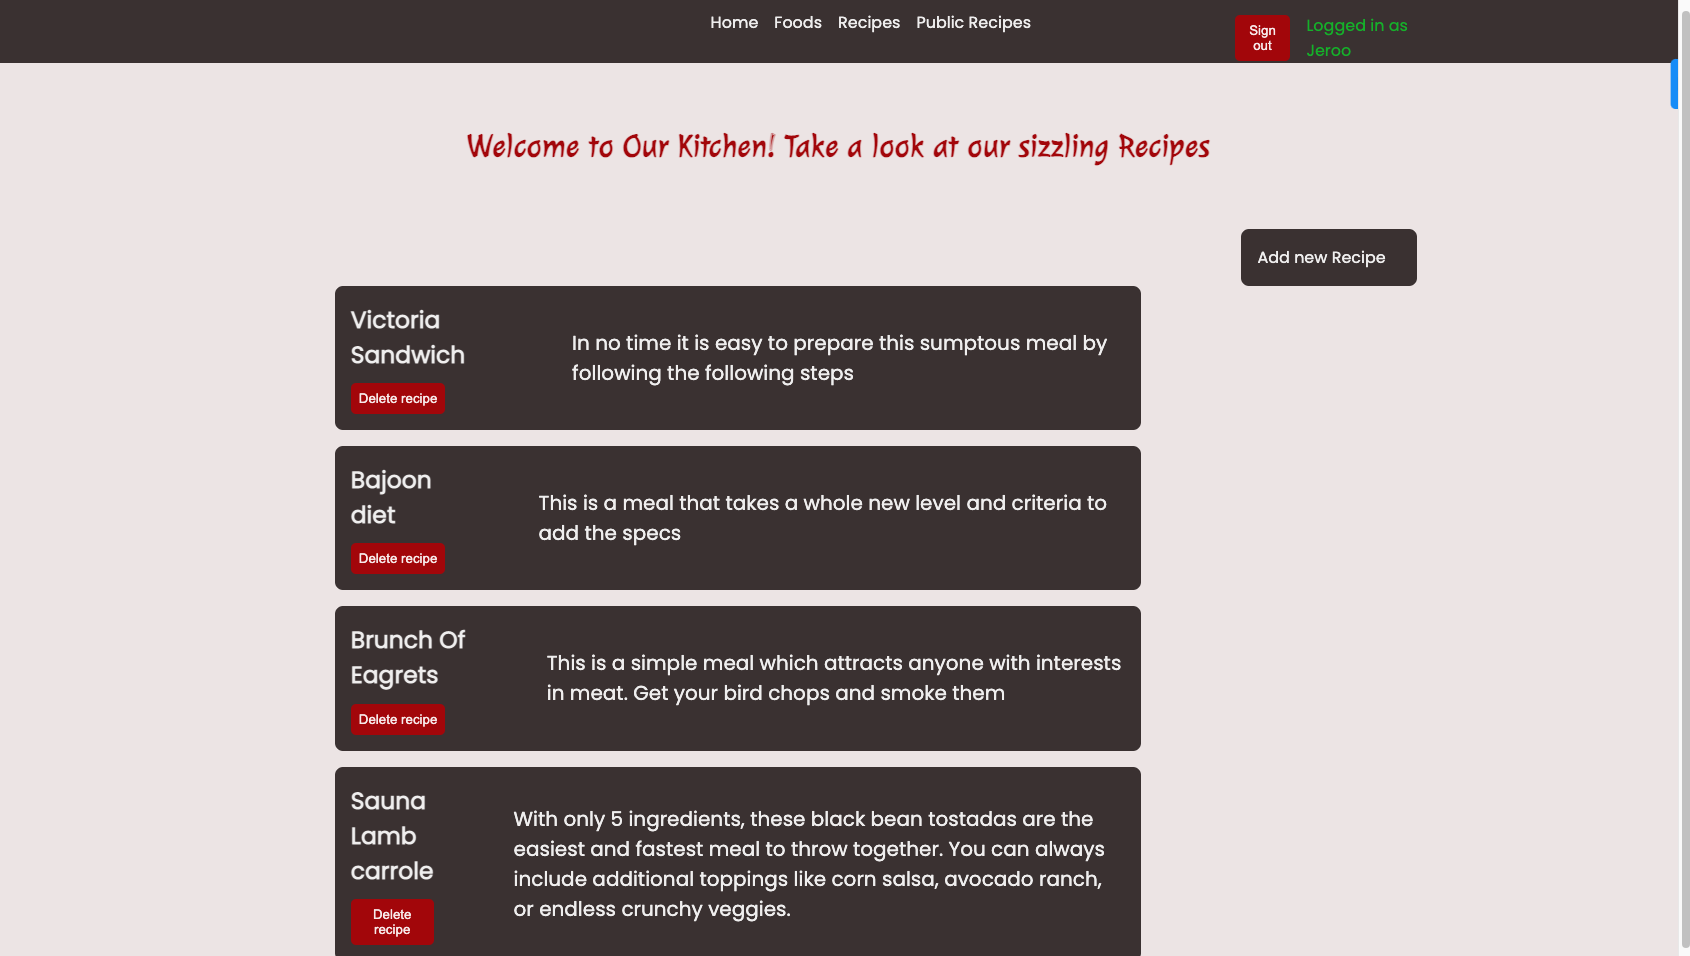 Home Foods Recipes Public Recipes
Sign
out
Logged in as
Jeroo
Welcome to Our Kitchen! Take a look at our sizzling Recipes
Add new Recipe
Victoria
Sandwich
Delete recipe
In no time it is easy to prepare this sumptous meal by
following the following steps
Bajoon
diet
Delete recipe
This is a meal that takes a whole new level and criteria to
add the specs
Brunch Of
Eagrets
Delete recipe
This is a simple meal which attracts anyone with interests
in meat. Get your bird chops and smoke them
Sauna
Lamb
carrole
Delete
recipe
With only 5 ingredients, these black bean tostadas are the
easiest and fastest meal to throw together. You can always
include additional toppings like corn salsa, avocado ranch,
or endless crunchy veggies.